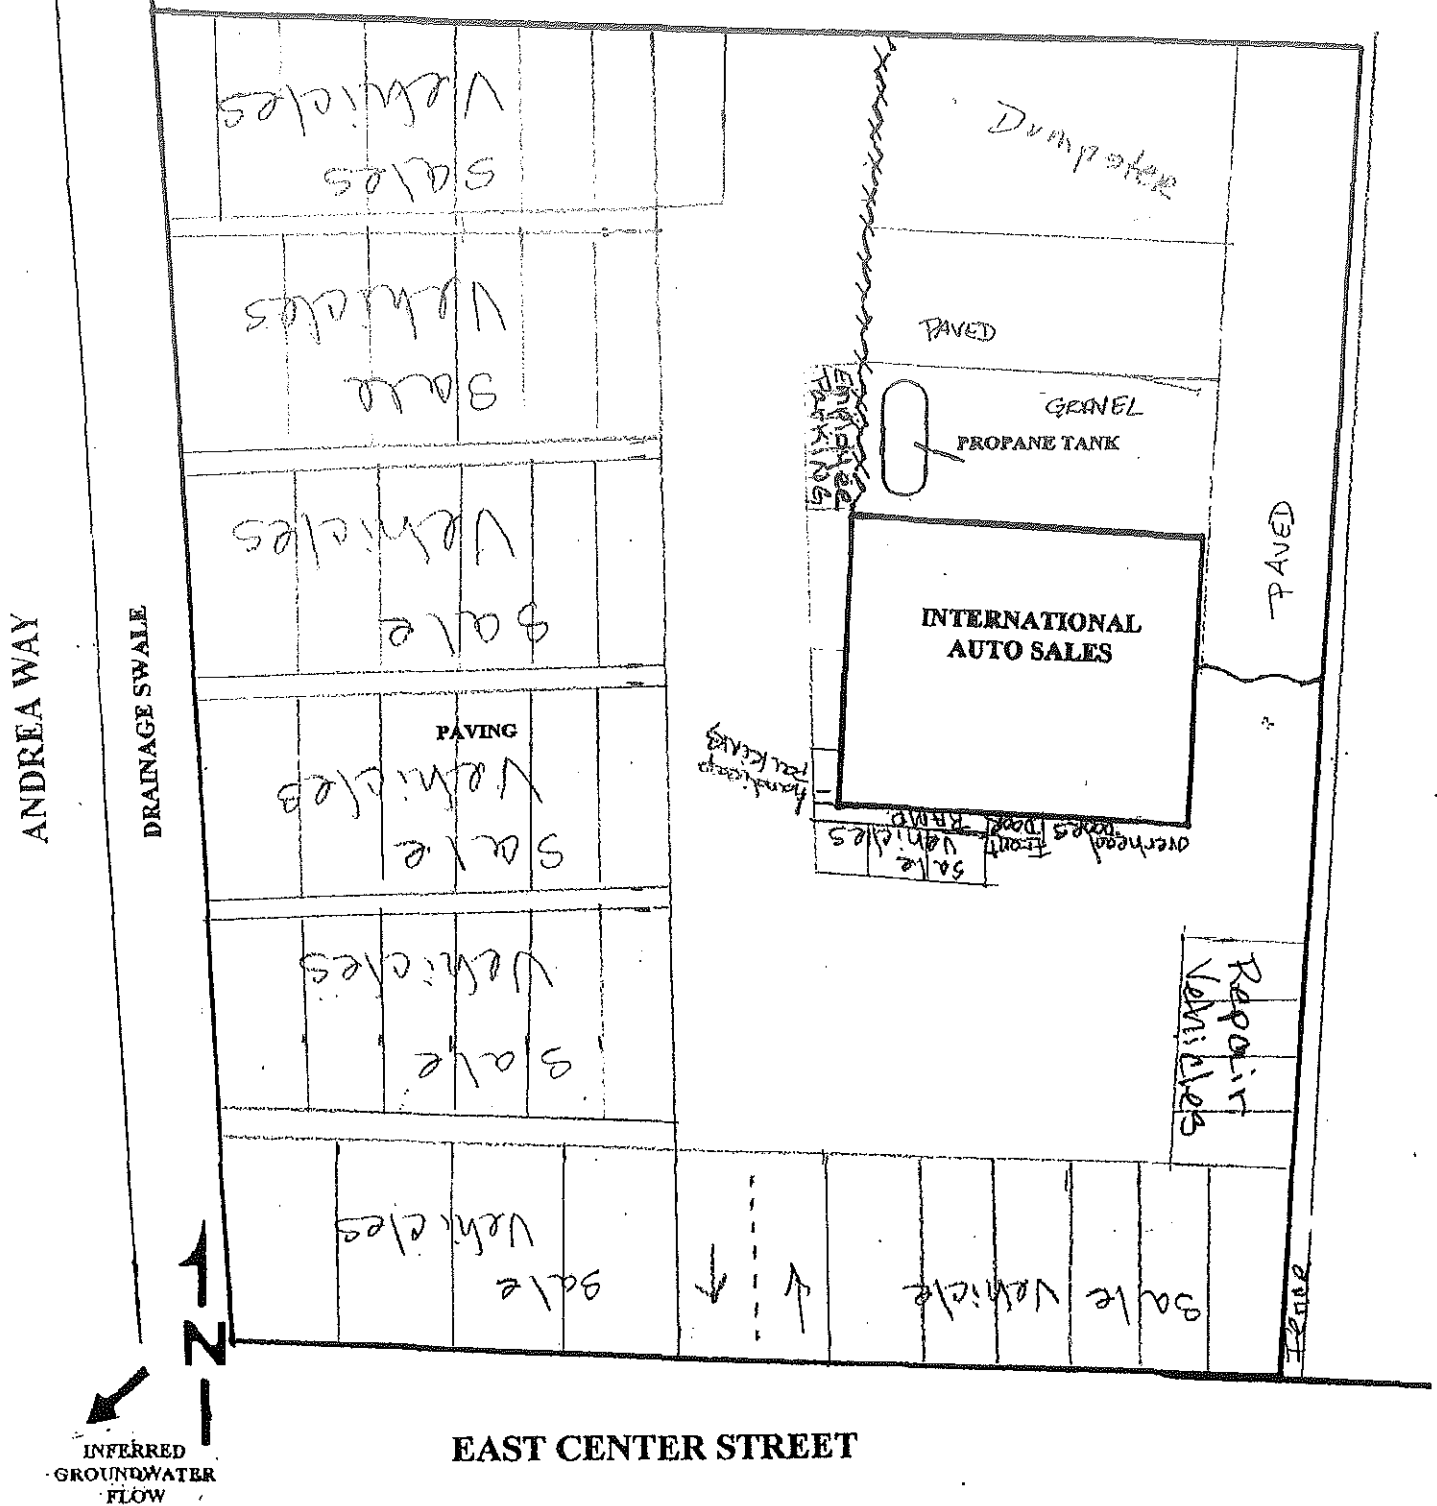 Sales
Vehicles
Dumpster
Sale
Vehicles
PAVED
Employee
Parking
GRAVEL
PROPANE TANK
Sale
Vehicles
PAVED
INTERNATIONAL
AUTO SALES
ANDREA WAY
DRAINAGE SWALE
PAVING
Sale
Vehicles
handicap
parking
overhead
Doors
Front
Door
RAMP
Sale
Vehicles
Sale
Vehicles
Repair
Vehicles
Sale
Vehicles
Sale Vehicle
Fence
N
INFERRED
GROUNDWATER
FLOW
EAST CENTER STREET